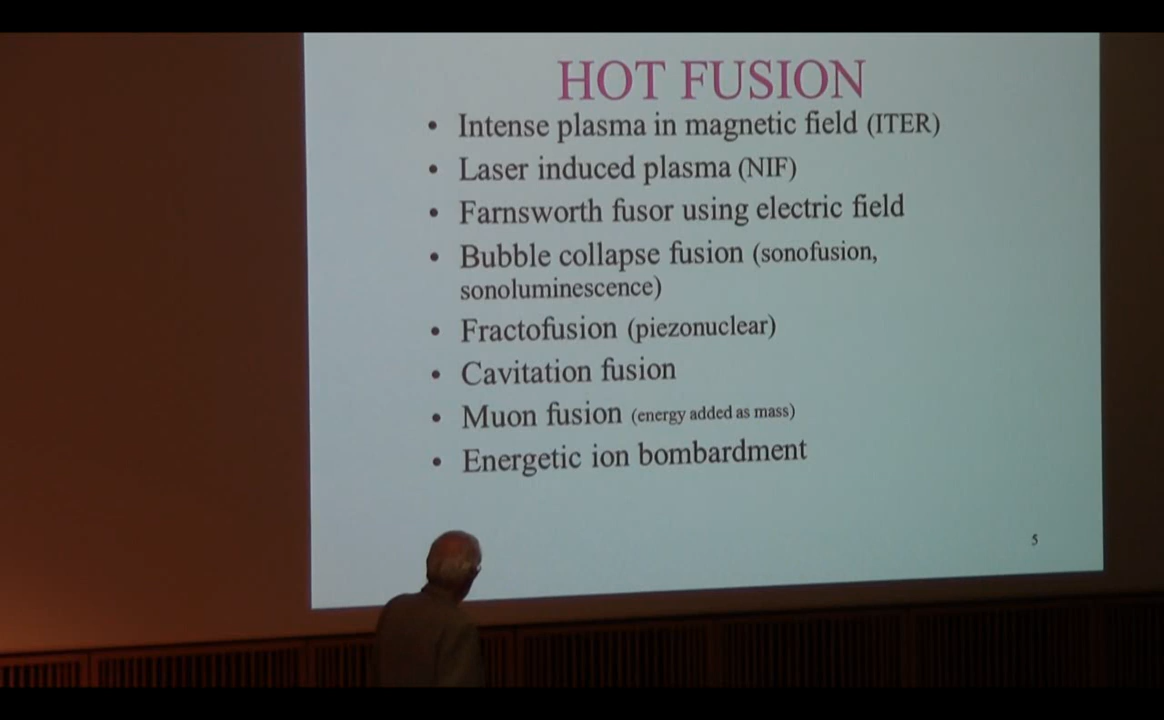 HOT FUSION
• Intense plasma in magnetic field (ITER)
• Laser induced plasma (NIF)
• Farnsworth fusor using electric field
• Bubble collapse fusion (sonofusion,
sonoluminescence)
• Fractofusion (piezonuclear)
• Cavitation fusion
• Muon fusion (energy added as mass)
• Energetic ion bombardment
5